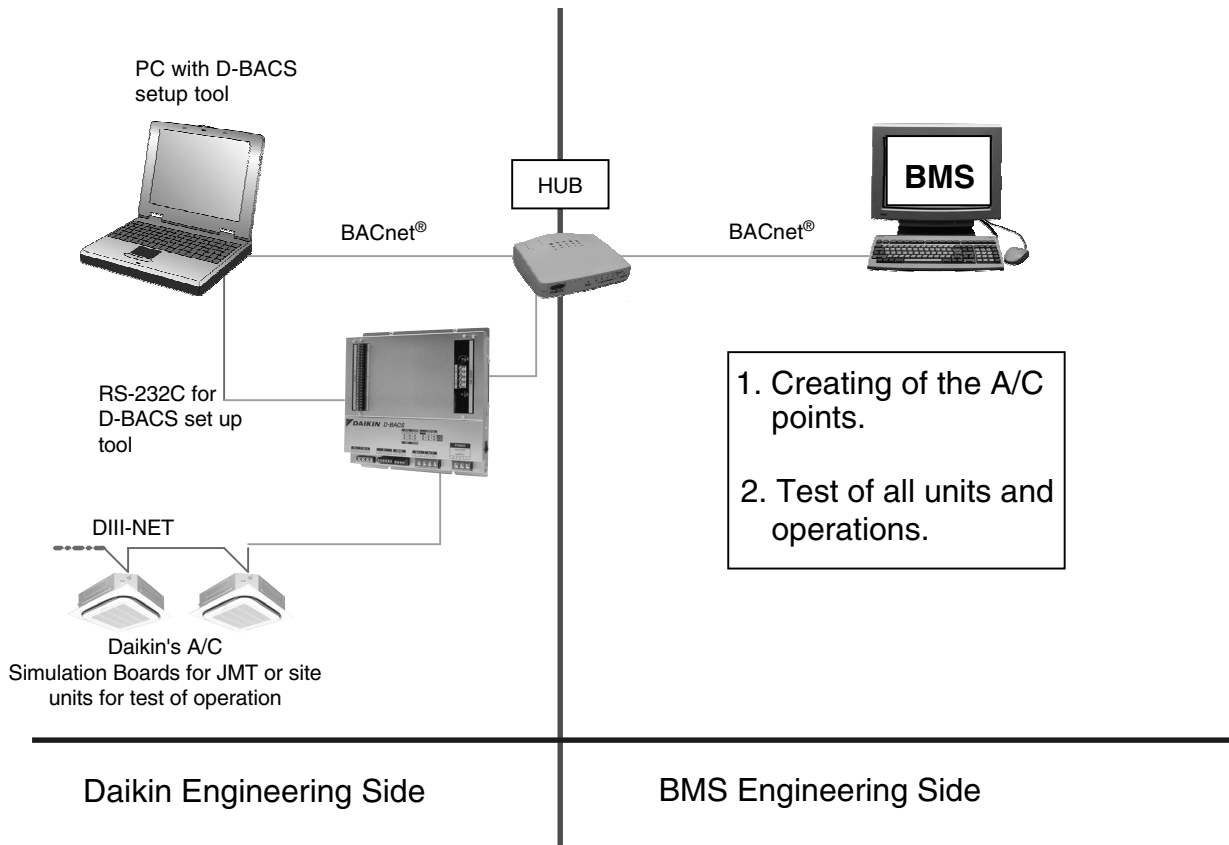 PC with D-BACS
setup tool
HUB
BMS
BACnet®
BACnet®
RS-232C for
D-BACS set up
tool
DAIKIN D-BACS
1. Creating of the A/C
points.
2. Test of all units and
operations.
DIII-NET
Daikin's A/C
Simulation Boards for JMT or site
units for test of operation
Daikin Engineering Side
BMS Engineering Side